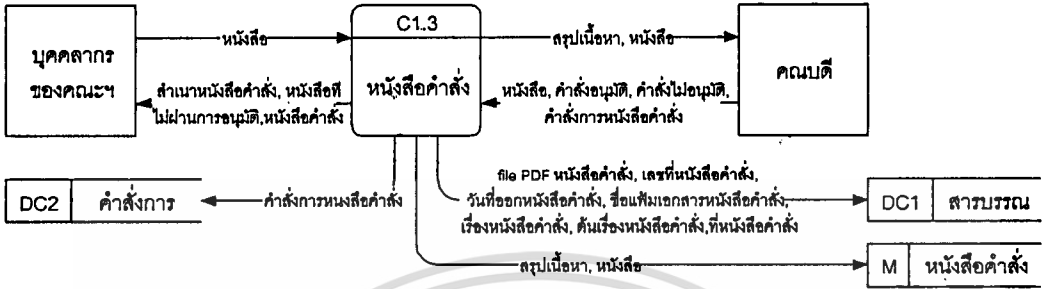 บุคคลากร
ของคณะฯ
หนังสือ
C1.3
หนังสือคำสั่ง
สรุปเนื้อหา, หนังสือ
คณบดี
สำเนาหนังสือคำสั่ง, หนังสือที่
ไม่ผ่านการอนุมัติ,หนังสือคำสั่ง
หนังสือ, คำสั่งอนุมัติ, คำสั่งไม่อนุมัติ,
คำสั่งการหนังสือคำสั่ง
DC2 คำสั่งการ
คำสั่งการหนงสือคำสั่ง
file PDF หนังสือคำสั่ง, เลขที่หนังสือคำสั่ง,
วันที่ออกหนังสือคำสั่ง, ชื่อแฟ้มเอกสารหนังสือคำสั่ง,
เรื่องหนังสือคำสั่ง, ต้นเรื่องหนังสือคำสั่ง,ที่หนังสือคำสั่ง
DC1 สารบรรณ
สรุปเนื้อหา, หนังสือ
M หนังสือคำสั่ง